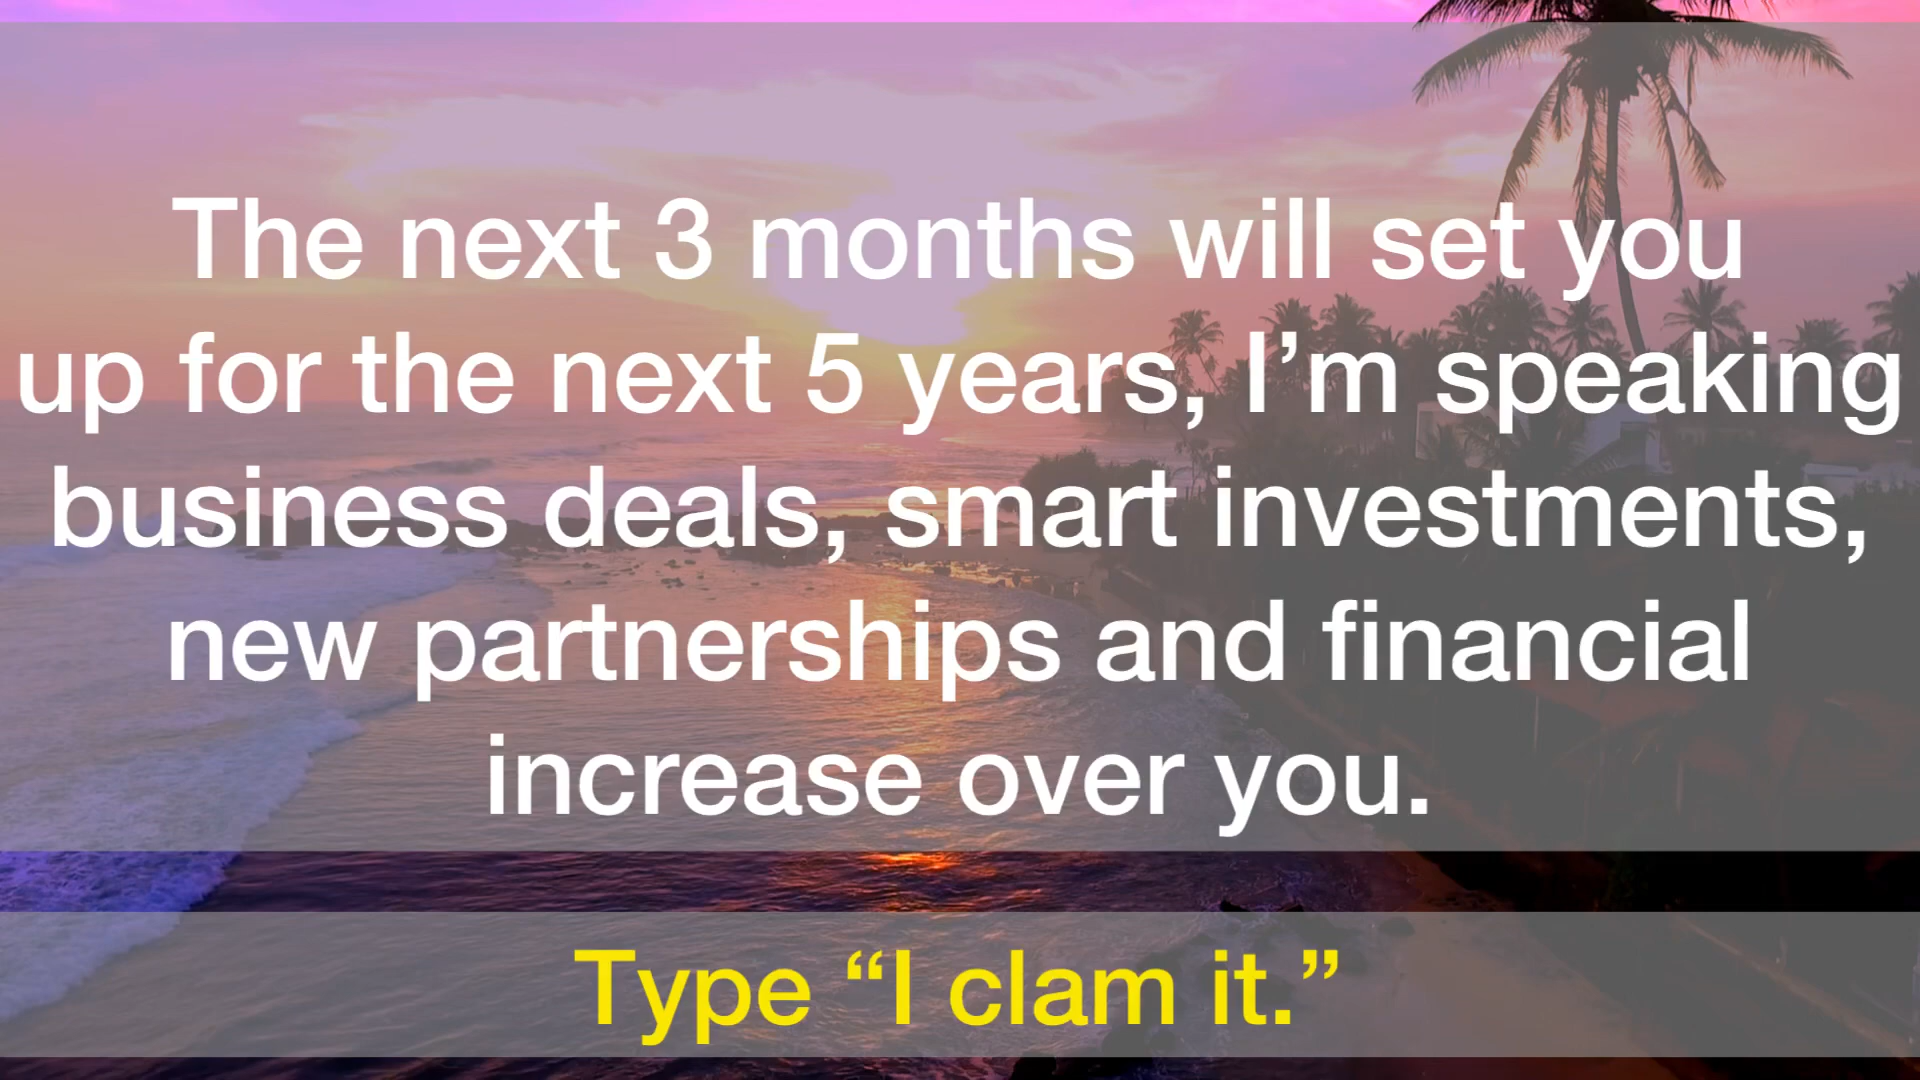 The next 3 months will set you
up for the next 5 years, I’m speaking
business deals, smart investments,
new partnerships and financial
increase over you.
Type “I clam it.”